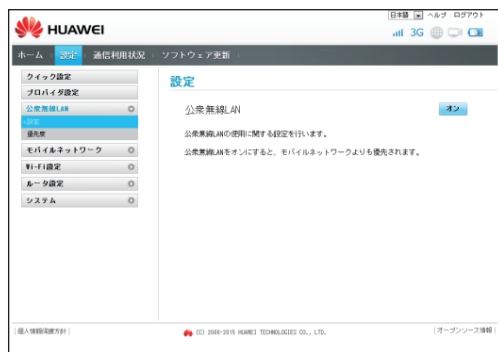 日本語 ヘルプ ログアウト
HUAWEI
3G
ホーム 設定 通信利用状況 ソフトウェア更新
クイック設定
プロバイダ設定
公衆無線LAN
設定
優先度
モバイルネットワーク
Wi-Fi設定
ルータ設定
システム
設定
公衆無線LAN
オン
公衆無線LANの使用に関する設定を行います。
公衆無線LANをオンにすると、モバイルネットワークよりも優先されます。
個人情報保護方針
(C) 2006-2015 HUAWEI TECHNOLOGIES CO., LTD.
オープンソース情報